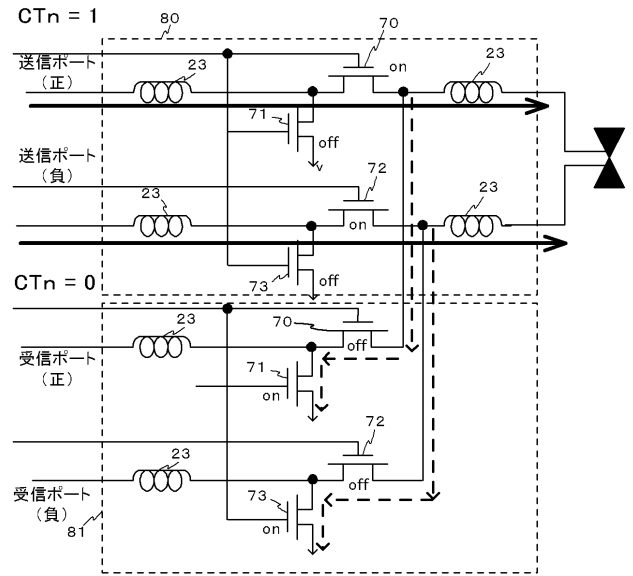 CTn = 1
80
70
送信ポート
(正)
23
on
23
71
off
送信ポート
(負)
23
72
on
73
off
CTn = 0
23
70
off
受信ポート
(正)
71
on
72
23
受信ポート
(負)
73
off
on
81